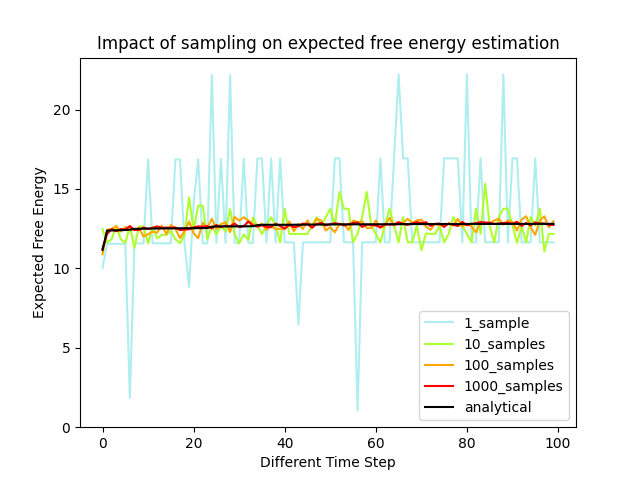 Impact of sampling on expected free energy estimation
Expected Free Energy
20
15
10
5
0
0 20 40 60 80 100
Different Time Step
1_sample
10_samples
100_samples
1000_samples
analytical